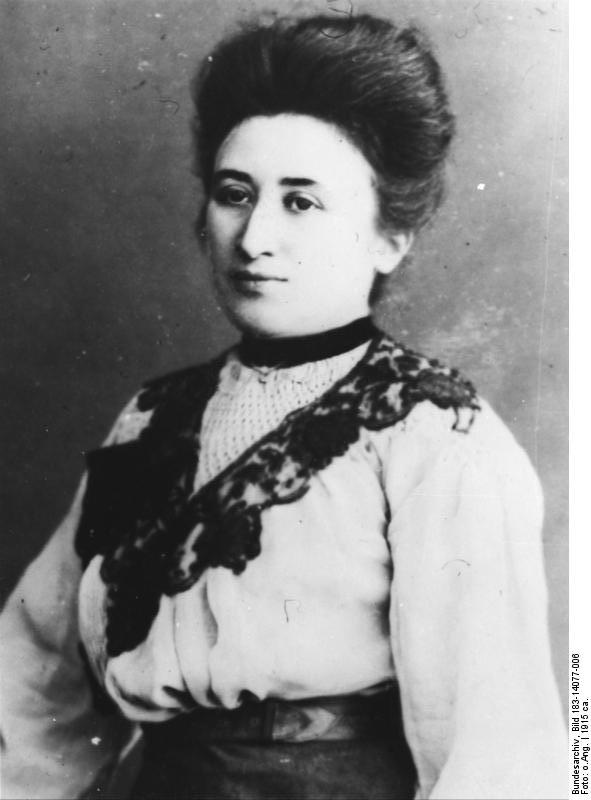 Bundesarchiv, Bild 183-14077-006
Foto: o.Ang. | 1915 ca.